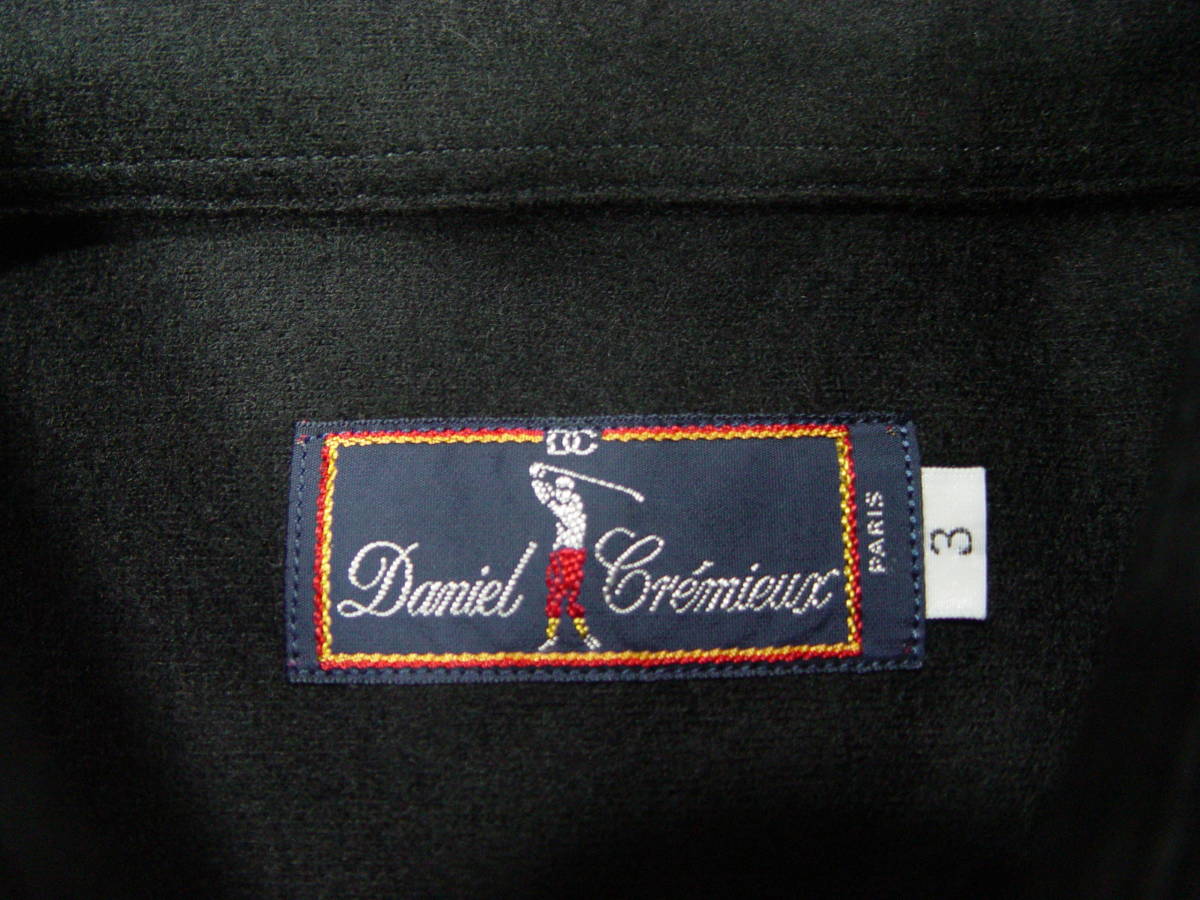 DC
Daniel Crémieux
PARIS
3